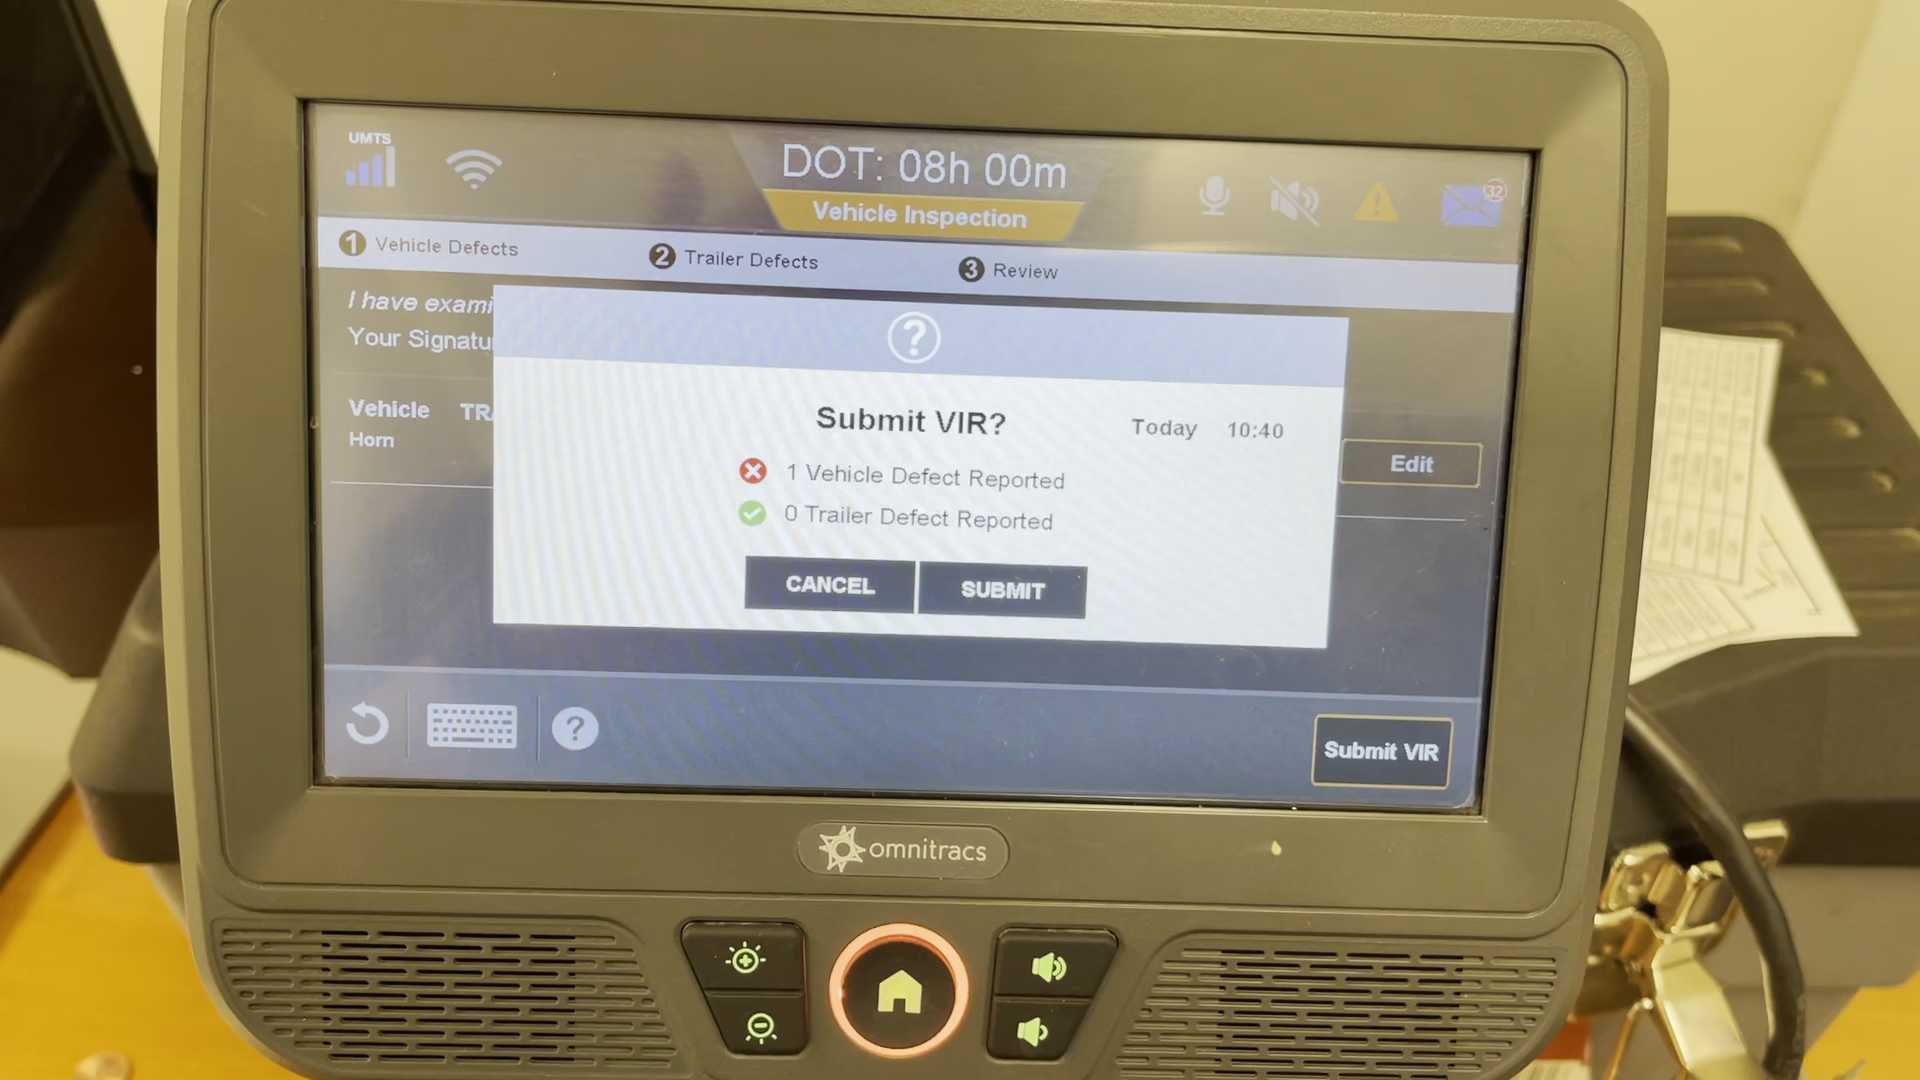 UMTS
DOT: 08h 00m
32
Vehicle Inspection
1 Vehicle Defects
2 Trailer Defects
3 Review
I have exami
Your Signatu
?
Submit VIR?
Today 10:40
Vehicle TRA
Horn
1 Vehicle Defect Reported
0 Trailer Defect Reported
Edit
CANCEL
SUBMIT
?
Submit VIR
omnitracs